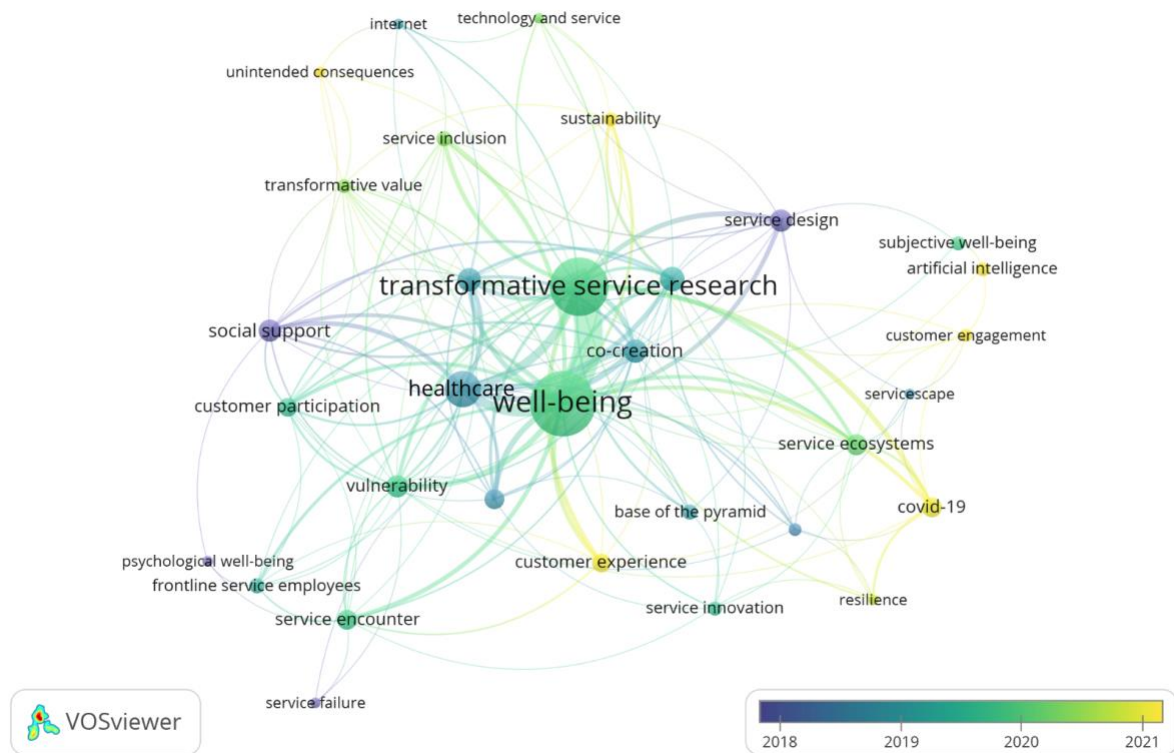 internet
technology and service
unintended consequences
sustainability
service inclusion
transformative value
service design
subjective well-being
artificial intelligence
transformative service research
social support
customer engagement
co-creation
healthcare
servicescape
well-being
customer participation
service ecosystems
vulnerability
covid-19
base of the pyramid
psychological well-being
customer experience
frontline service employees
resilience
service innovation
service encounter
service failure
VOSviewer
2018 2019 2020 2021